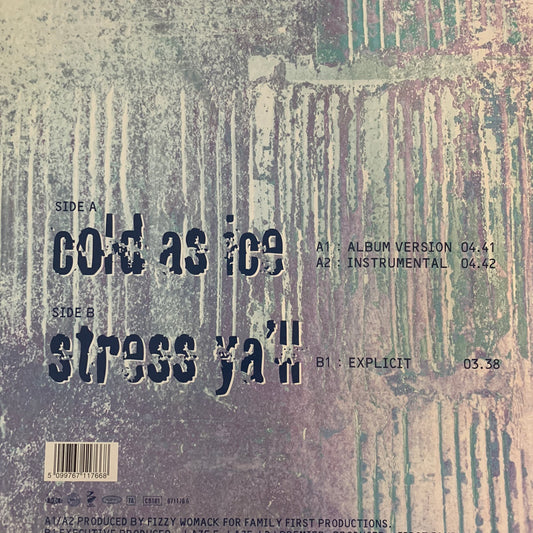 SIDE A
cold as ice
A1 : ALBUM VERSION 04.41
A2 : INSTRUMENTAL 04.42
SIDE B
stress ya'll
B1 : EXPLICIT 03.38
5 099767 117668
A1/A2 PRODUCED BY FIZZY WOMACK FOR FAMILY FIRST PRODUCTIONS.